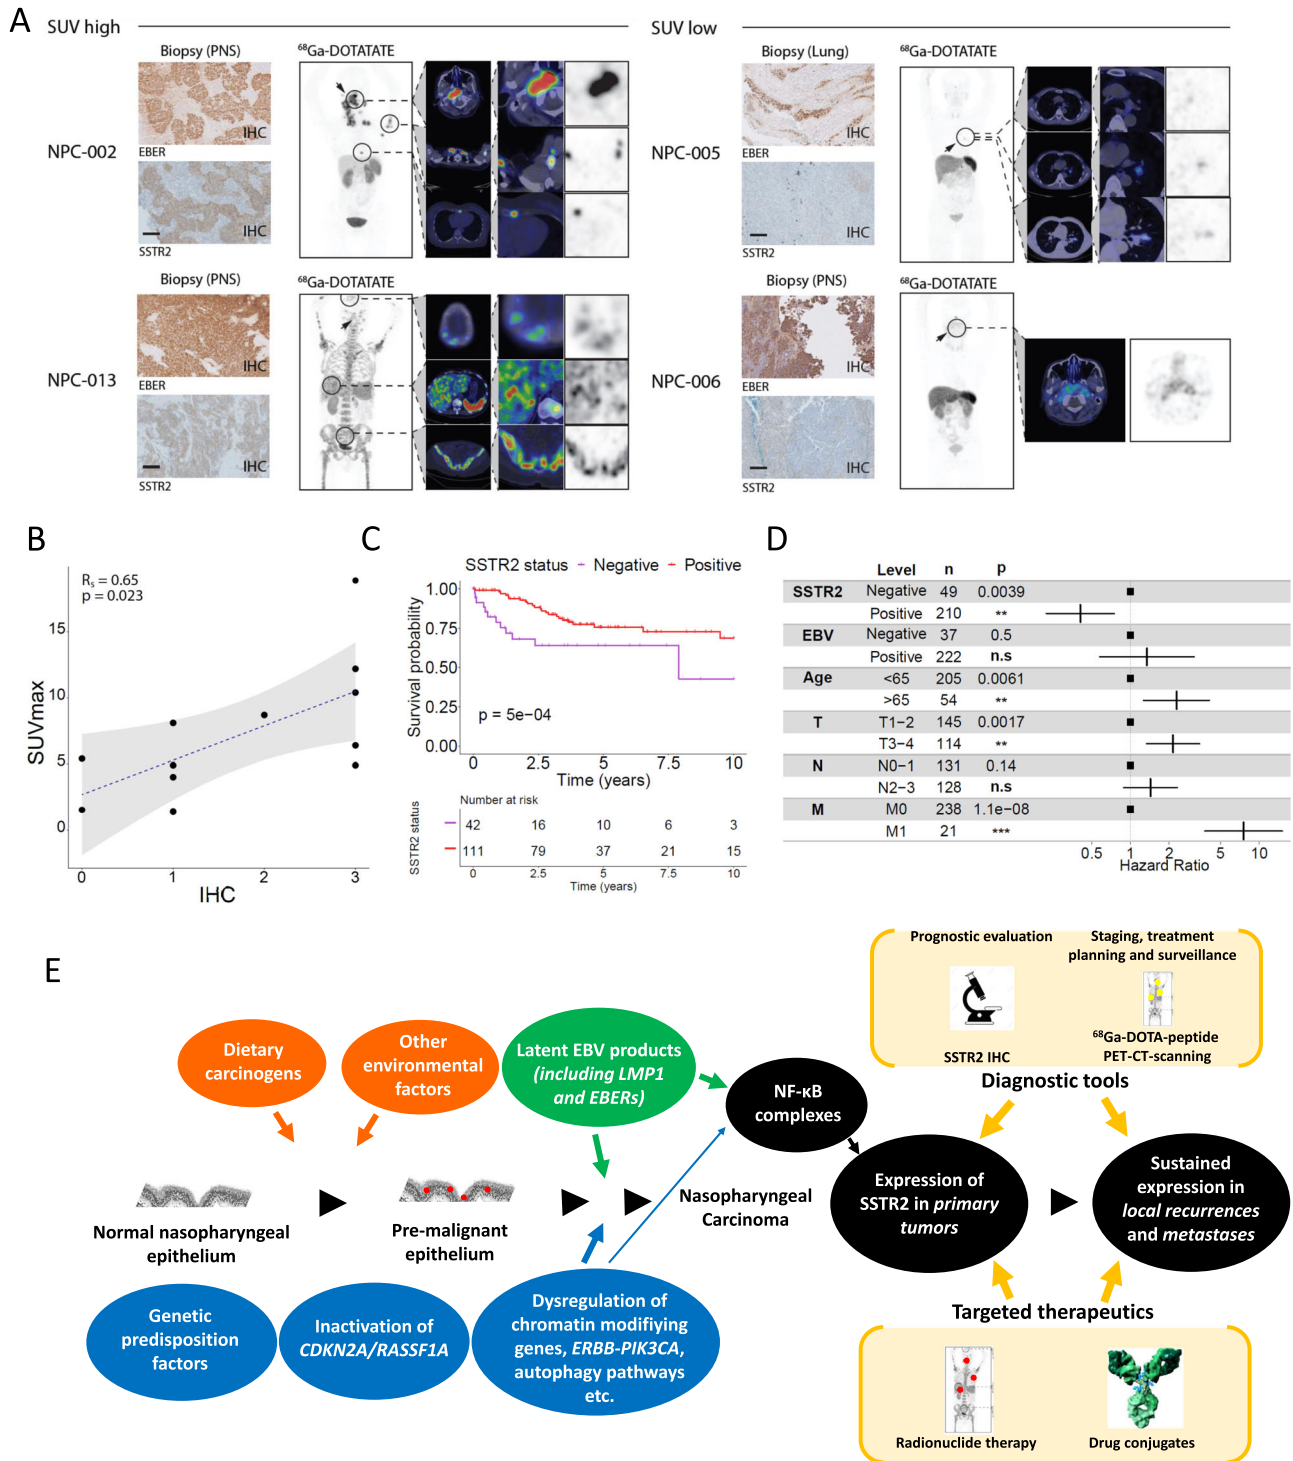 A
SUV high
SUV low
Biopsy (PNS)
68Ga-DOTATATE
IHC
EBER
NPC-002
IHC
SSTR2
Biopsy (Lung)
68Ga-DOTATATE
IHC
EBER
NPC-005
IHC
SSTR2
Biopsy (PNS)
68Ga-DOTATATE
IHC
EBER
NPC-013
IHC
SSTR2
Biopsy (PNS)
68Ga-DOTATATE
IHC
EBER
NPC-006
IHC
SSTR2
B
Rs = 0.65
p = 0.023
SUVmax
15
10
5
0
0 1 2 3
IHC
C
SSTR2 status Negative Positive
Survival probability
1.00
0.75
0.50
0.25
0.00
p = 5e−04
0 2.5 5 7.5 10
Time (years)
Number at risk
SSTR2 status
42 16 10 6 3
111 79 37 21 15
0 2.5 5 7.5 10
Time (years)
D
Level n p
SSTR2 Negative 49 0.0039
Positive 210 **
EBV Negative 37 0.5
Positive 222 n.s
Age <65 205 0.0061
>65 54 **
T T1−2 145 0.0017
T3−4 114 **
N N0−1 131 0.14
N2−3 128 n.s
M M0 238 1.1e−08
M1 21 ***
0.5 1 2 5 10
Hazard Ratio
E
Prognostic evaluation
SSTR2 IHC
Staging, treatment
planning and surveillance
68Ga-DOTA-peptide
PET-CT-scanning
Diagnostic tools
Dietary
carcinogens
Other
environmental
factors
Latent EBV products
(including LMP1
and EBERs)
NF-κB
complexes
Normal nasopharyngeal
epithelium
Pre-malignant
epithelium
Nasopharyngeal
Carcinoma
Expression of
SSTR2 in primary
tumors
Sustained
expression in
local recurrences
and metastases
Genetic
predisposition
factors
Inactivation of
CDKN2A/RASSF1A
Dysregulation of
chromatin modifiying
genes, ERBB-PIK3CA,
autophagy pathways
etc.
Targeted therapeutics
Radionuclide therapy
Drug conjugates